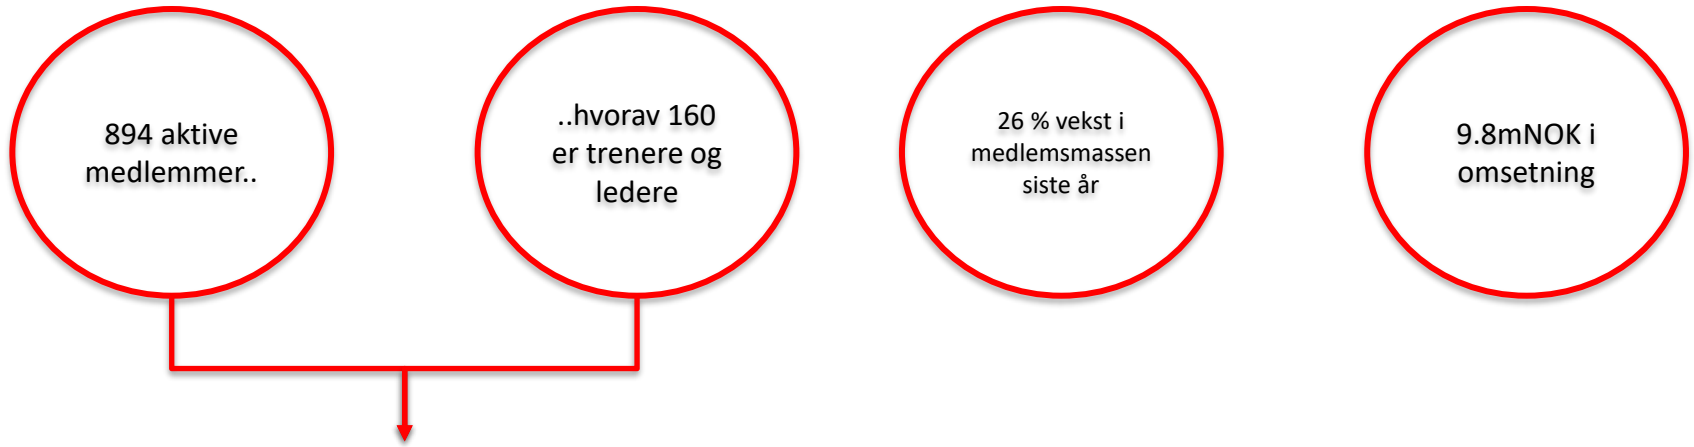 894 aktive
medlemmer..
..hvorav 160
er trenere og
ledere
26 % vekst i
medlemsmassen
siste år
9.8mNOK i
omsetning